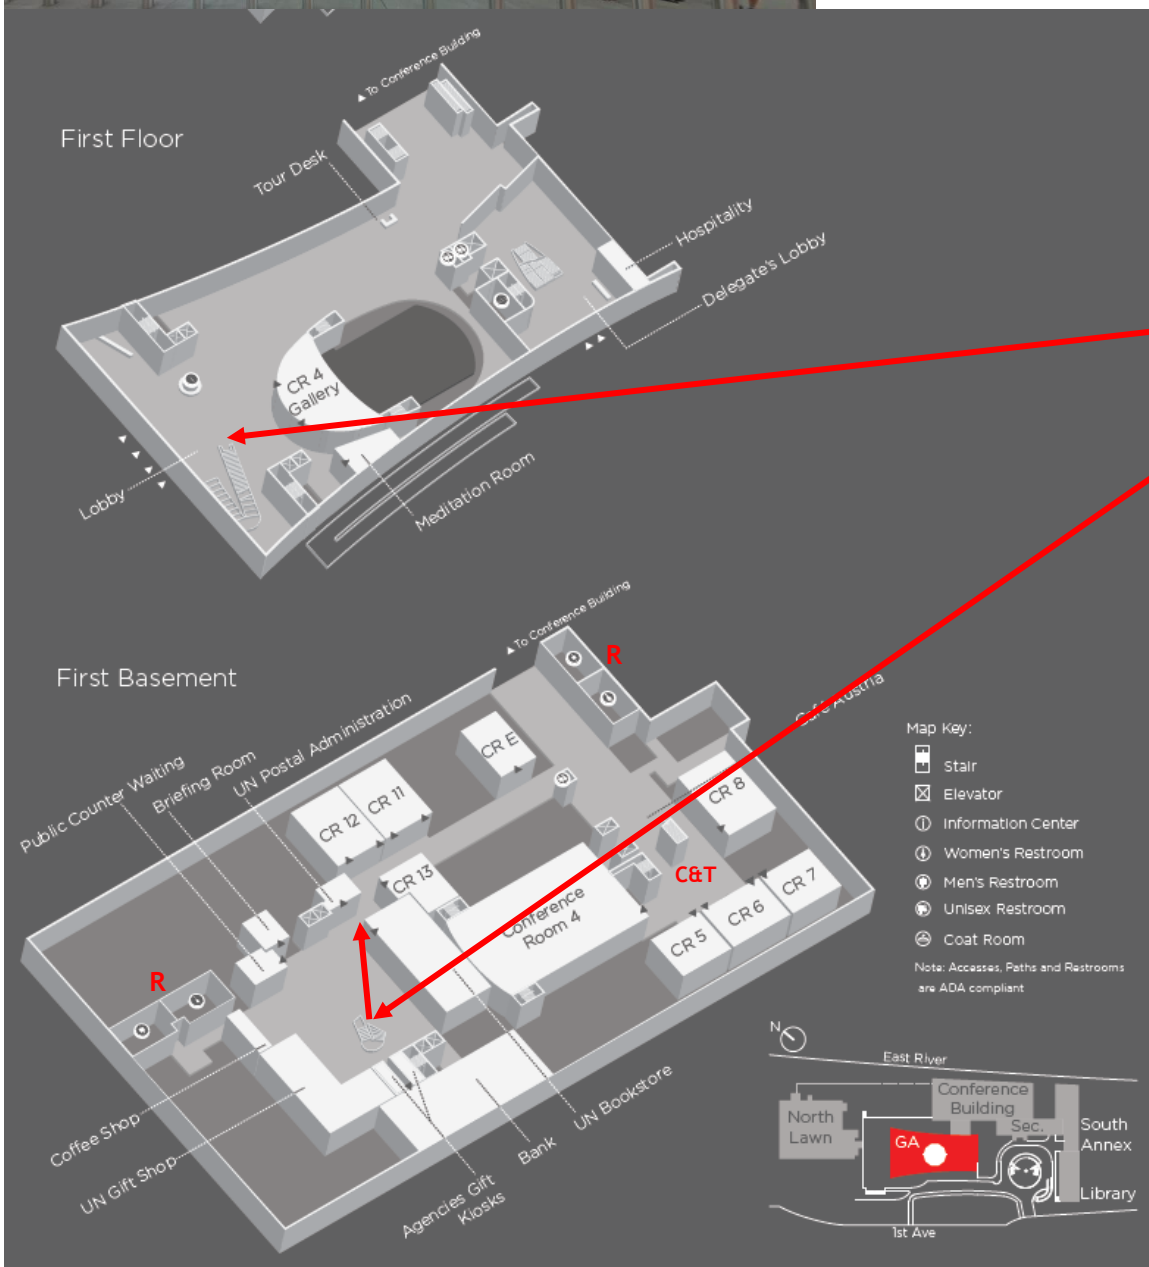 To Conference Building
First Floor
Tour Desk
Hospitality
Delegate's Lobby
CR 4
Gallery
Lobby
Meditation Room
To Conference Building
First Basement
R
Café Austria
UN Postal Administration
Briefing Room
Public Counter Waiting
CR E
CR 11
CR 12
CR 13
CR 8
C&T
CR 7
CR 6
CR 5
Conference
Room 4
R
Coffee Shop
UN Gift Shop
Agencies Gift
Kiosks
Bank
UN Bookstore
Map Key:
Stair
Elevator
Information Center
Women's Restroom
Men's Restroom
Unisex Restroom
Coat Room
Note: Accesses, Paths and Restrooms
are ADA compliant
N
East River
Conference
Building
North
Lawn
Sec.
South
Annex
GA
Library
1st Ave